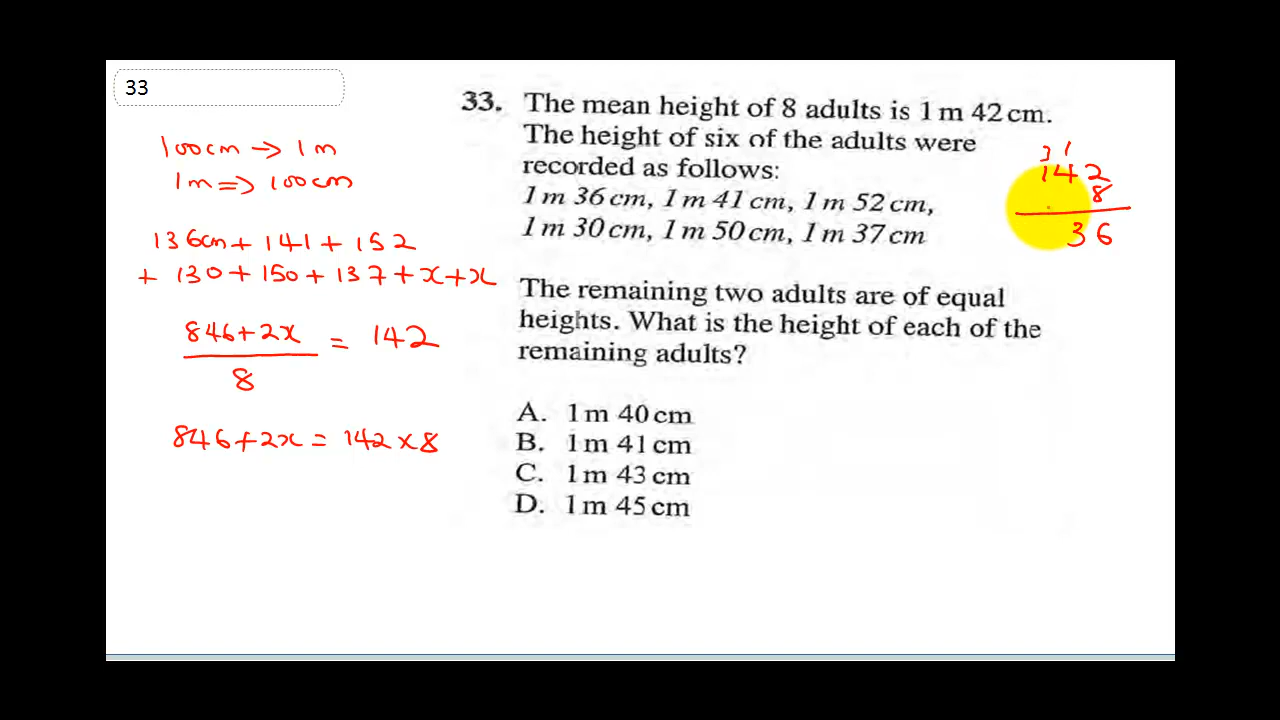 33
100cm → 1m
1m ⇒ 100cm
136cm + 141 + 152
+ 130 + 150 + 137 + x + x
846+2x
8
= 142
846+2x = 142 × 8
33. The mean height of 8 adults is 1 m 42 cm.
The height of six of the adults were
recorded as follows:
1 m 36 cm, 1 m 41 cm, 1 m 52 cm,
1 m 30 cm, 1 m 50 cm, 1 m 37 cm
The remaining two adults are of equal
heights. What is the height of each of the
remaining adults?
A. 1 m 40 cm
B. 1 m 41 cm
C. 1 m 43 cm
D. 1 m 45 cm
3 1
142
8
36